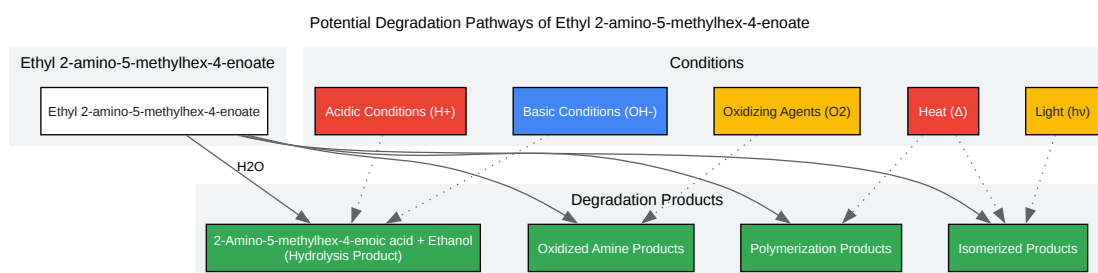 Potential Degradation Pathways of Ethyl 2-amino-5-methylhex-4-enoate
Ethyl 2-amino-5-methylhex-4-enoate
Conditions
Ethyl 2-amino-5-methylhex-4-enoate
Acidic Conditions (H+)
Basic Conditions (OH-)
Oxidizing Agents (O2)
Heat (Δ)
Light (hν)
H2O
Degradation Products
2-Amino-5-methylhex-4-enoic acid + Ethanol
(Hydrolysis Product)
Oxidized Amine Products
Polymerization Products
Isomerized Products